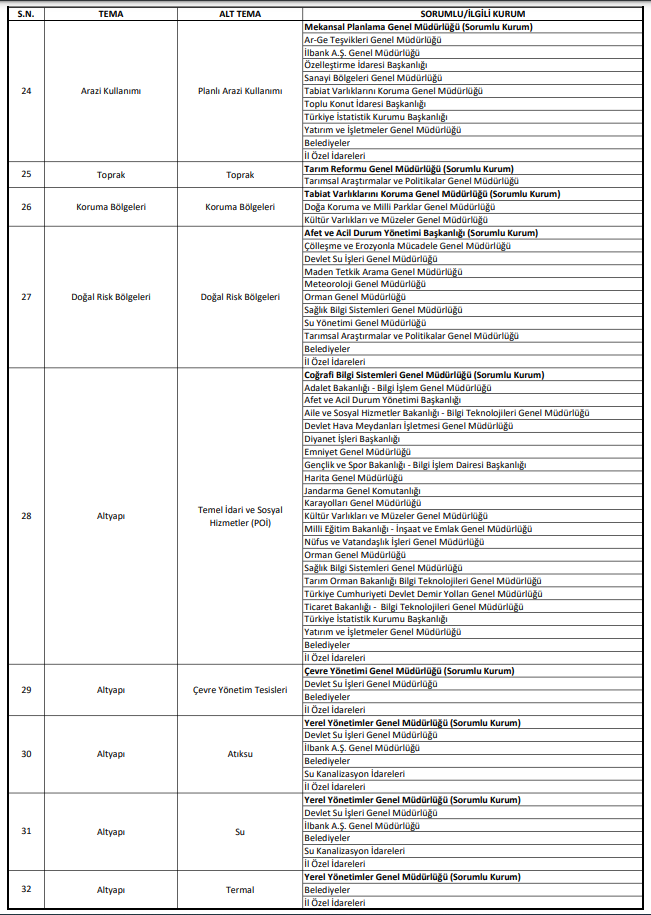 S.N. TEMA ALT TEMA SORUMLU/İLGİLİ KURUM
24 Arazi Kullanımı Planlı Arazi Kullanımı
Mekansal Planlama Genel Müdürlüğü (Sorumlu Kurum)
Ar-Ge Teşvikleri Genel Müdürlüğü
İlbank A.Ş. Genel Müdürlüğü
Özelleştirme İdaresi Başkanlığı
Sanayi Bölgeleri Genel Müdürlüğü
Tabiat Varlıklarını Koruma Genel Müdürlüğü
Toplu Konut İdaresi Başkanlığı
Türkiye İstatistik Kurumu Başkanlığı
Yatırım ve İşletmeler Genel Müdürlüğü
Belediyeler
İl Özel İdareleri
25 Toprak Toprak
Tarım Reformu Genel Müdürlüğü (Sorumlu Kurum)
Tarımsal Araştırmalar ve Politikalar Genel Müdürlüğü
26 Koruma Bölgeleri Koruma Bölgeleri
Tabiat Varlıklarını Koruma Genel Müdürlüğü (Sorumlu Kurum)
Doğa Koruma ve Milli Parklar Genel Müdürlüğü
Kültür Varlıkları ve Müzeler Genel Müdürlüğü
27 Doğal Risk Bölgeleri Doğal Risk Bölgeleri
Afet ve Acil Durum Yönetimi Başkanlığı (Sorumlu Kurum)
Çölleşme ve Erozyonla Mücadele Genel Müdürlüğü
Devlet Su İşleri Genel Müdürlüğü
Maden Tetkik Arama Genel Müdürlüğü
Meteoroloji Genel Müdürlüğü
Orman Genel Müdürlüğü
Sağlık Bilgi Sistemleri Genel Müdürlüğü
Su Yönetimi Genel Müdürlüğü
Tarımsal Araştırmalar ve Politikalar Genel Müdürlüğü
Belediyeler
İl Özel İdareleri
28 Altyapı Temel İdari ve Sosyal
Hizmetler (POİ)
Coğrafi Bilgi Sistemleri Genel Müdürlüğü (Sorumlu Kurum)
Adalet Bakanlığı - Bilgi İşlem Genel Müdürlüğü
Afet ve Acil Durum Yönetimi Başkanlığı
Aile ve Sosyal Hizmetler Bakanlığı - Bilgi Teknolojileri Genel Müdürlüğü
Devlet Hava Meydanları İşletmesi Genel Müdürlüğü
Diyanet İşleri Başkanlığı
Emniyet Genel Müdürlüğü
Gençlik ve Spor Bakanlığı - Bilgi İşlem Dairesi Başkanlığı
Harita Genel Müdürlüğü
Jandarma Genel Komutanlığı
Karayolları Genel Müdürlüğü
Kültür Varlıkları ve Müzeler Genel Müdürlüğü
Milli Eğitim Bakanlığı - İnşaat ve Emlak Genel Müdürlüğü
Nüfus ve Vatandaşlık İşleri Genel Müdürlüğü
Orman Genel Müdürlüğü
Sağlık Bilgi Sistemleri Genel Müdürlüğü
Tarım Orman Bakanlığı Bilgi Teknolojileri Genel Müdürlüğü
Türkiye Cumhuriyeti Devlet Demir Yolları Genel Müdürlüğü
Ticaret Bakanlığı - Bilgi Teknolojileri Genel Müdürlüğü
Türkiye İstatistik Kurumu Başkanlığı
Yatırım ve İşletmeler Genel Müdürlüğü
Belediyeler
İl Özel İdareleri
29 Altyapı Çevre Yönetim Tesisleri
Çevre Yönetimi Genel Müdürlüğü (Sorumlu Kurum)
Devlet Su İşleri Genel Müdürlüğü
Belediyeler
İl Özel İdareleri
30 Altyapı Atıksu
Yerel Yönetimler Genel Müdürlüğü (Sorumlu Kurum)
Devlet Su İşleri Genel Müdürlüğü
İlbank A.Ş. Genel Müdürlüğü
Belediyeler
Su Kanalizasyon İdareleri
İl Özel İdareleri
31 Altyapı Su
Yerel Yönetimler Genel Müdürlüğü (Sorumlu Kurum)
Devlet Su İşleri Genel Müdürlüğü
İlbank A.Ş. Genel Müdürlüğü
Belediyeler
Su Kanalizasyon İdareleri
İl Özel İdareleri
32 Altyapı Termal
Yerel Yönetimler Genel Müdürlüğü (Sorumlu Kurum)
Belediyeler
İl Özel İdareleri